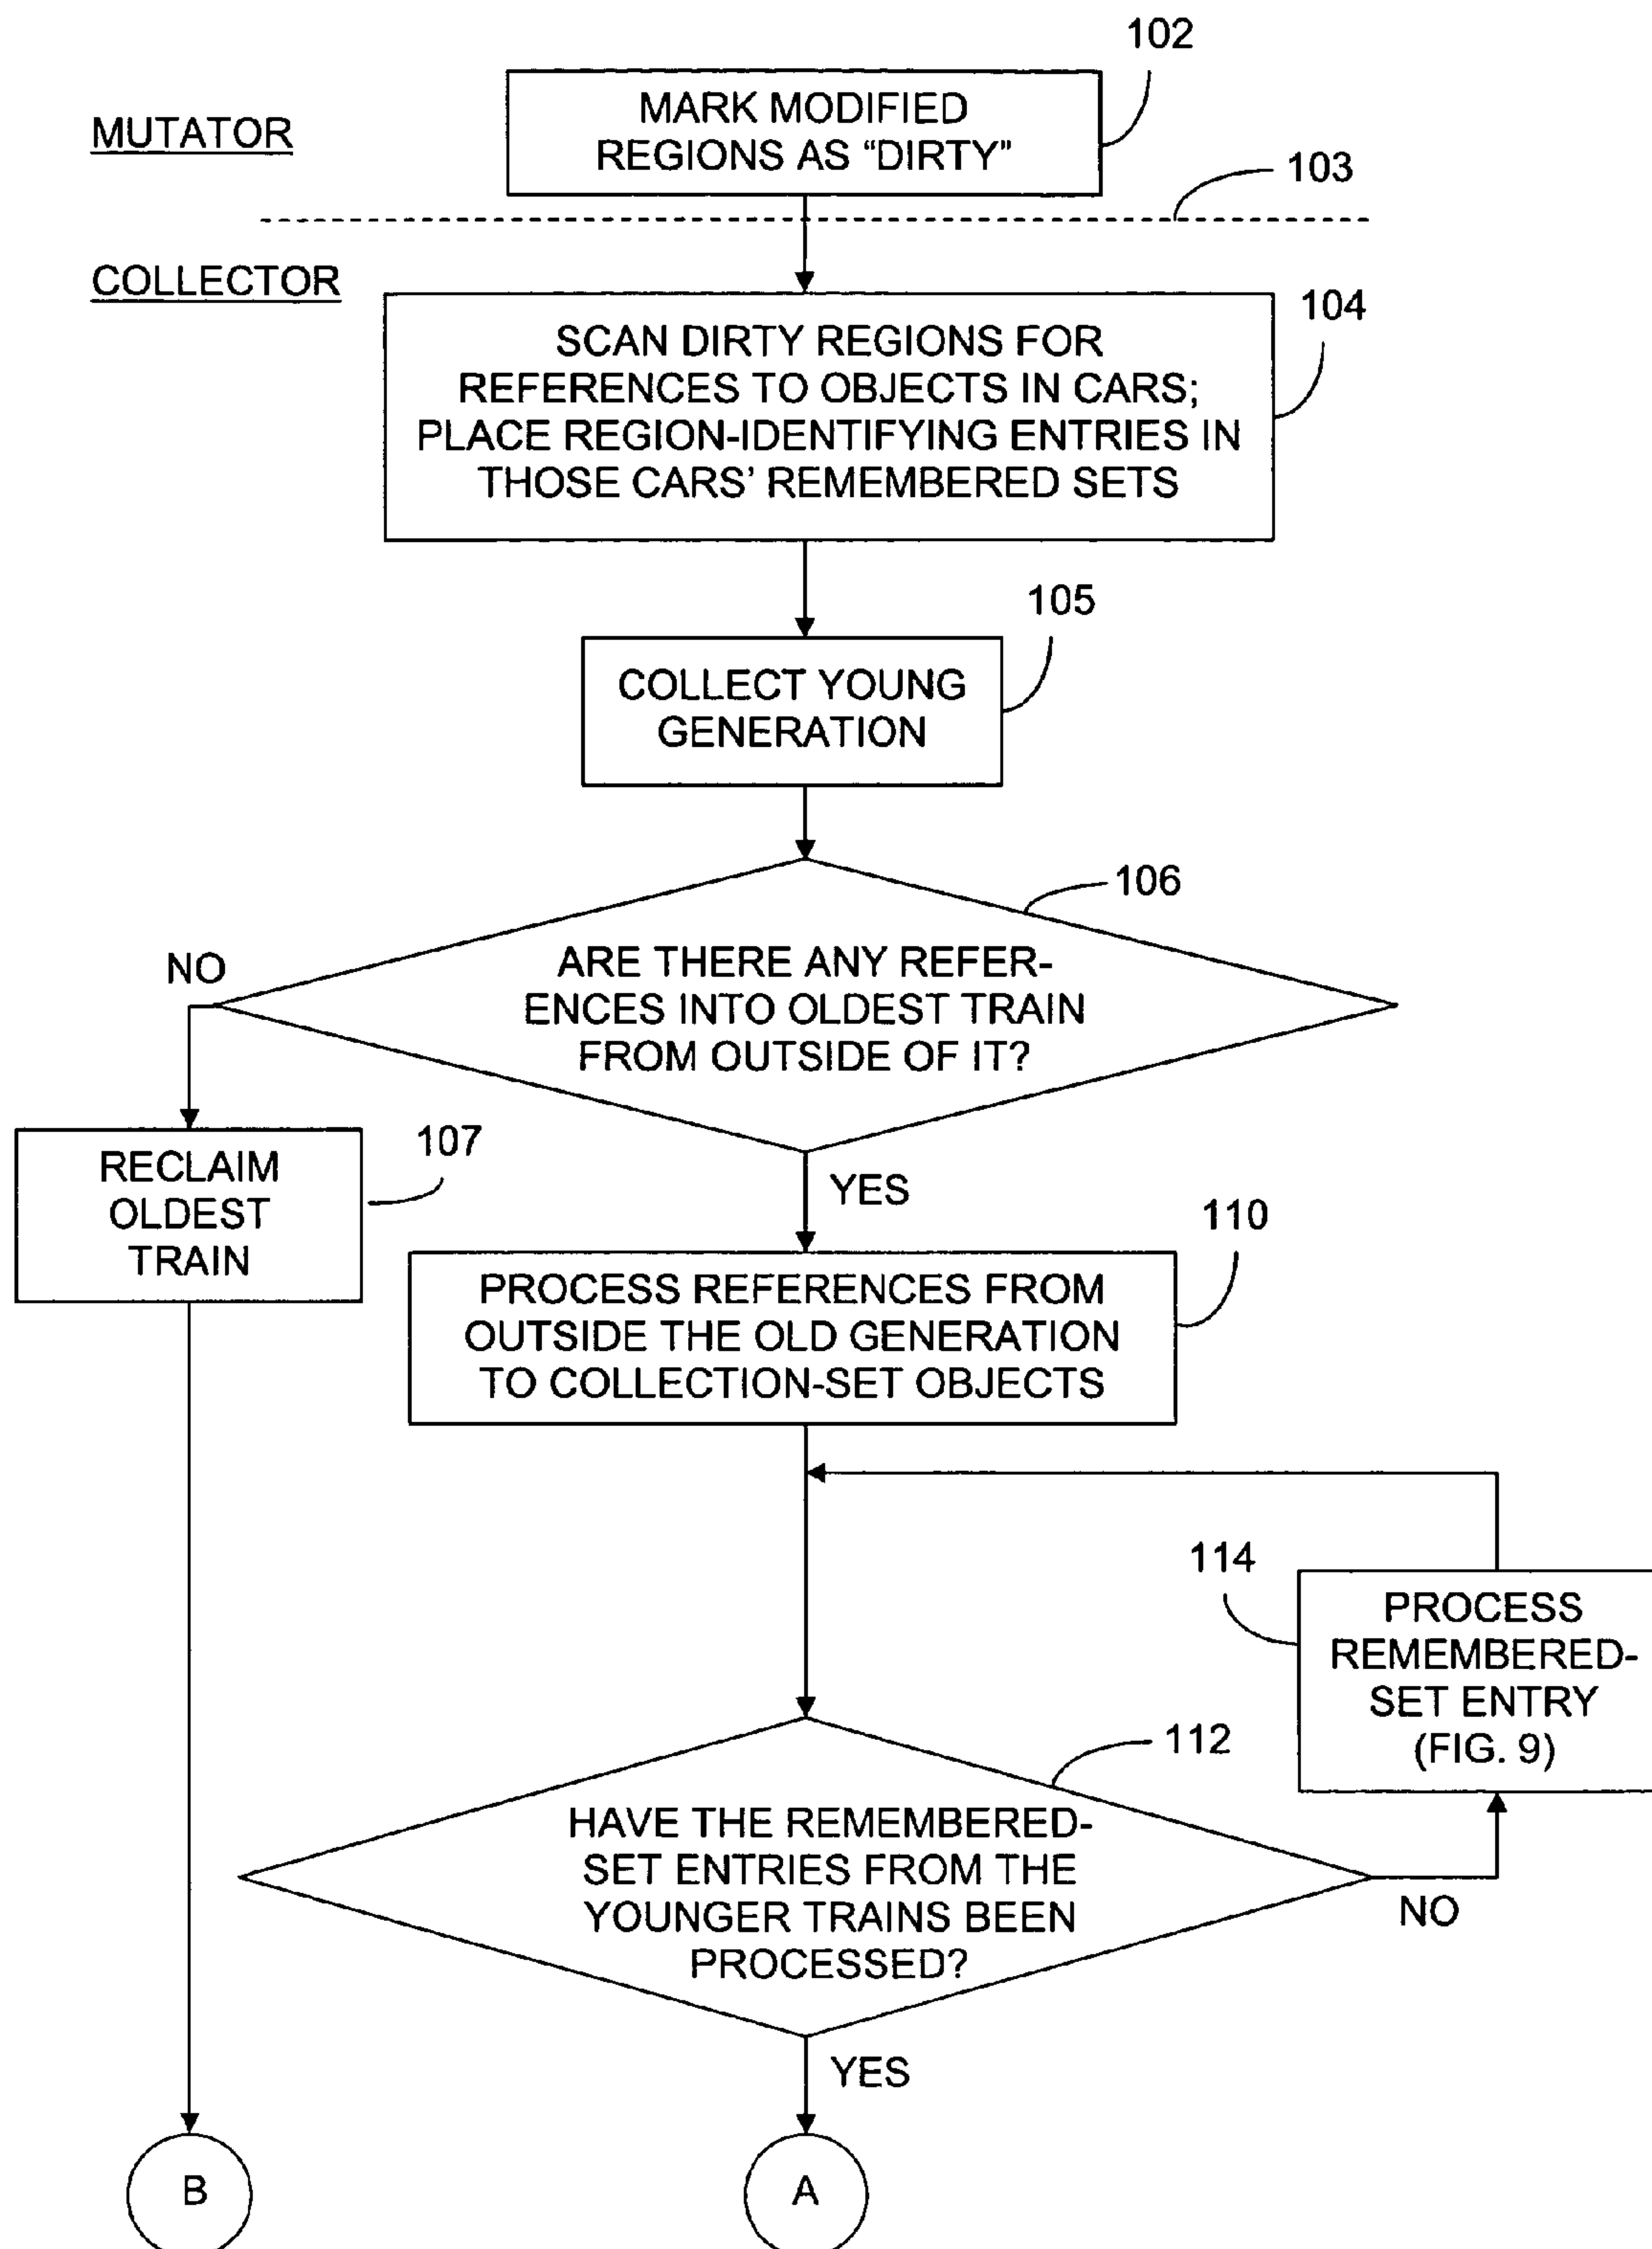 102
MARK MODIFIED
REGIONS AS “DIRTY”
MUTATOR
103
COLLECTOR
104
SCAN DIRTY REGIONS FOR
REFERENCES TO OBJECTS IN CARS;
PLACE REGION-IDENTIFYING ENTRIES IN
THOSE CARS’ REMEMBERED SETS
105
COLLECT YOUNG
GENERATION
106
ARE THERE ANY REFER-
ENCES INTO OLDEST TRAIN
FROM OUTSIDE OF IT?
NO
107
RECLAIM
OLDEST
TRAIN
YES
110
PROCESS REFERENCES FROM
OUTSIDE THE OLD GENERATION
TO COLLECTION-SET OBJECTS
114
PROCESS
REMEMBERED-
SET ENTRY
(FIG. 9)
112
HAVE THE REMEMBERED-
SET ENTRIES FROM THE
YOUNGER TRAINS BEEN
PROCESSED?
NO
YES
B
A